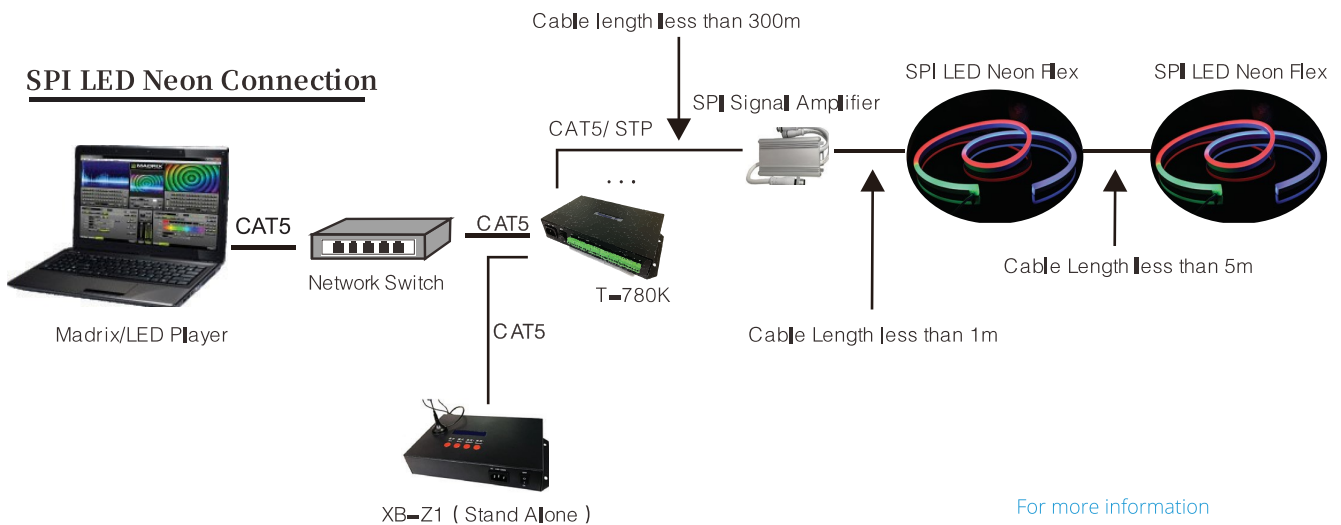 Cable length less than 300m
SPI LED Neon Connection
SPI LED Neon Flex
SPI LED Neon Flex
SPI Signal Amplifier
CAT5/ STP
...
MADRIX
CAT5
CAT5
Network Switch
T-780K
Cable Length less than 5m
Madrix/LED Player
CAT5
Cable Length less than 1m
XB-Z1 ( Stand Alone )
For more information